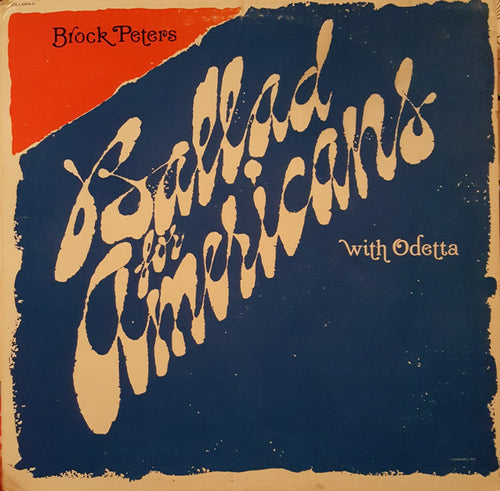 Brock Peters
Ballad
for
Americans
with Odetta